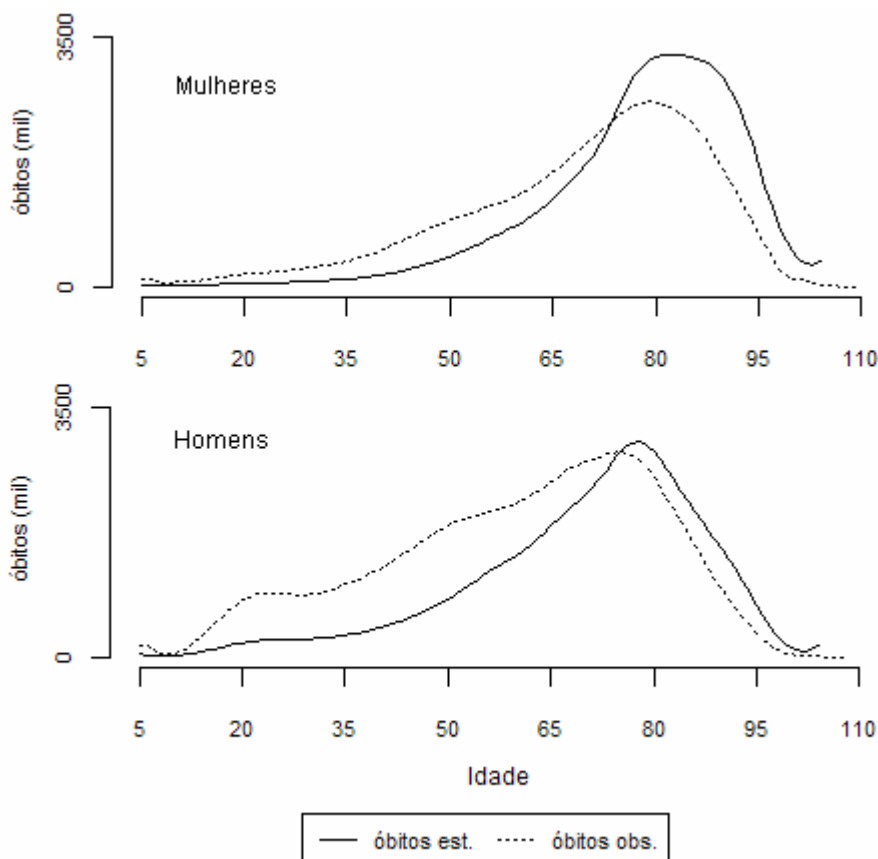 3500
Mulheres
óbitos (mil)
0
5 20 35 50 65 80 95 110
3500
Homens
óbitos (mil)
0
5 20 35 50 65 80 95 110
Idade
óbitos est. óbitos obs.